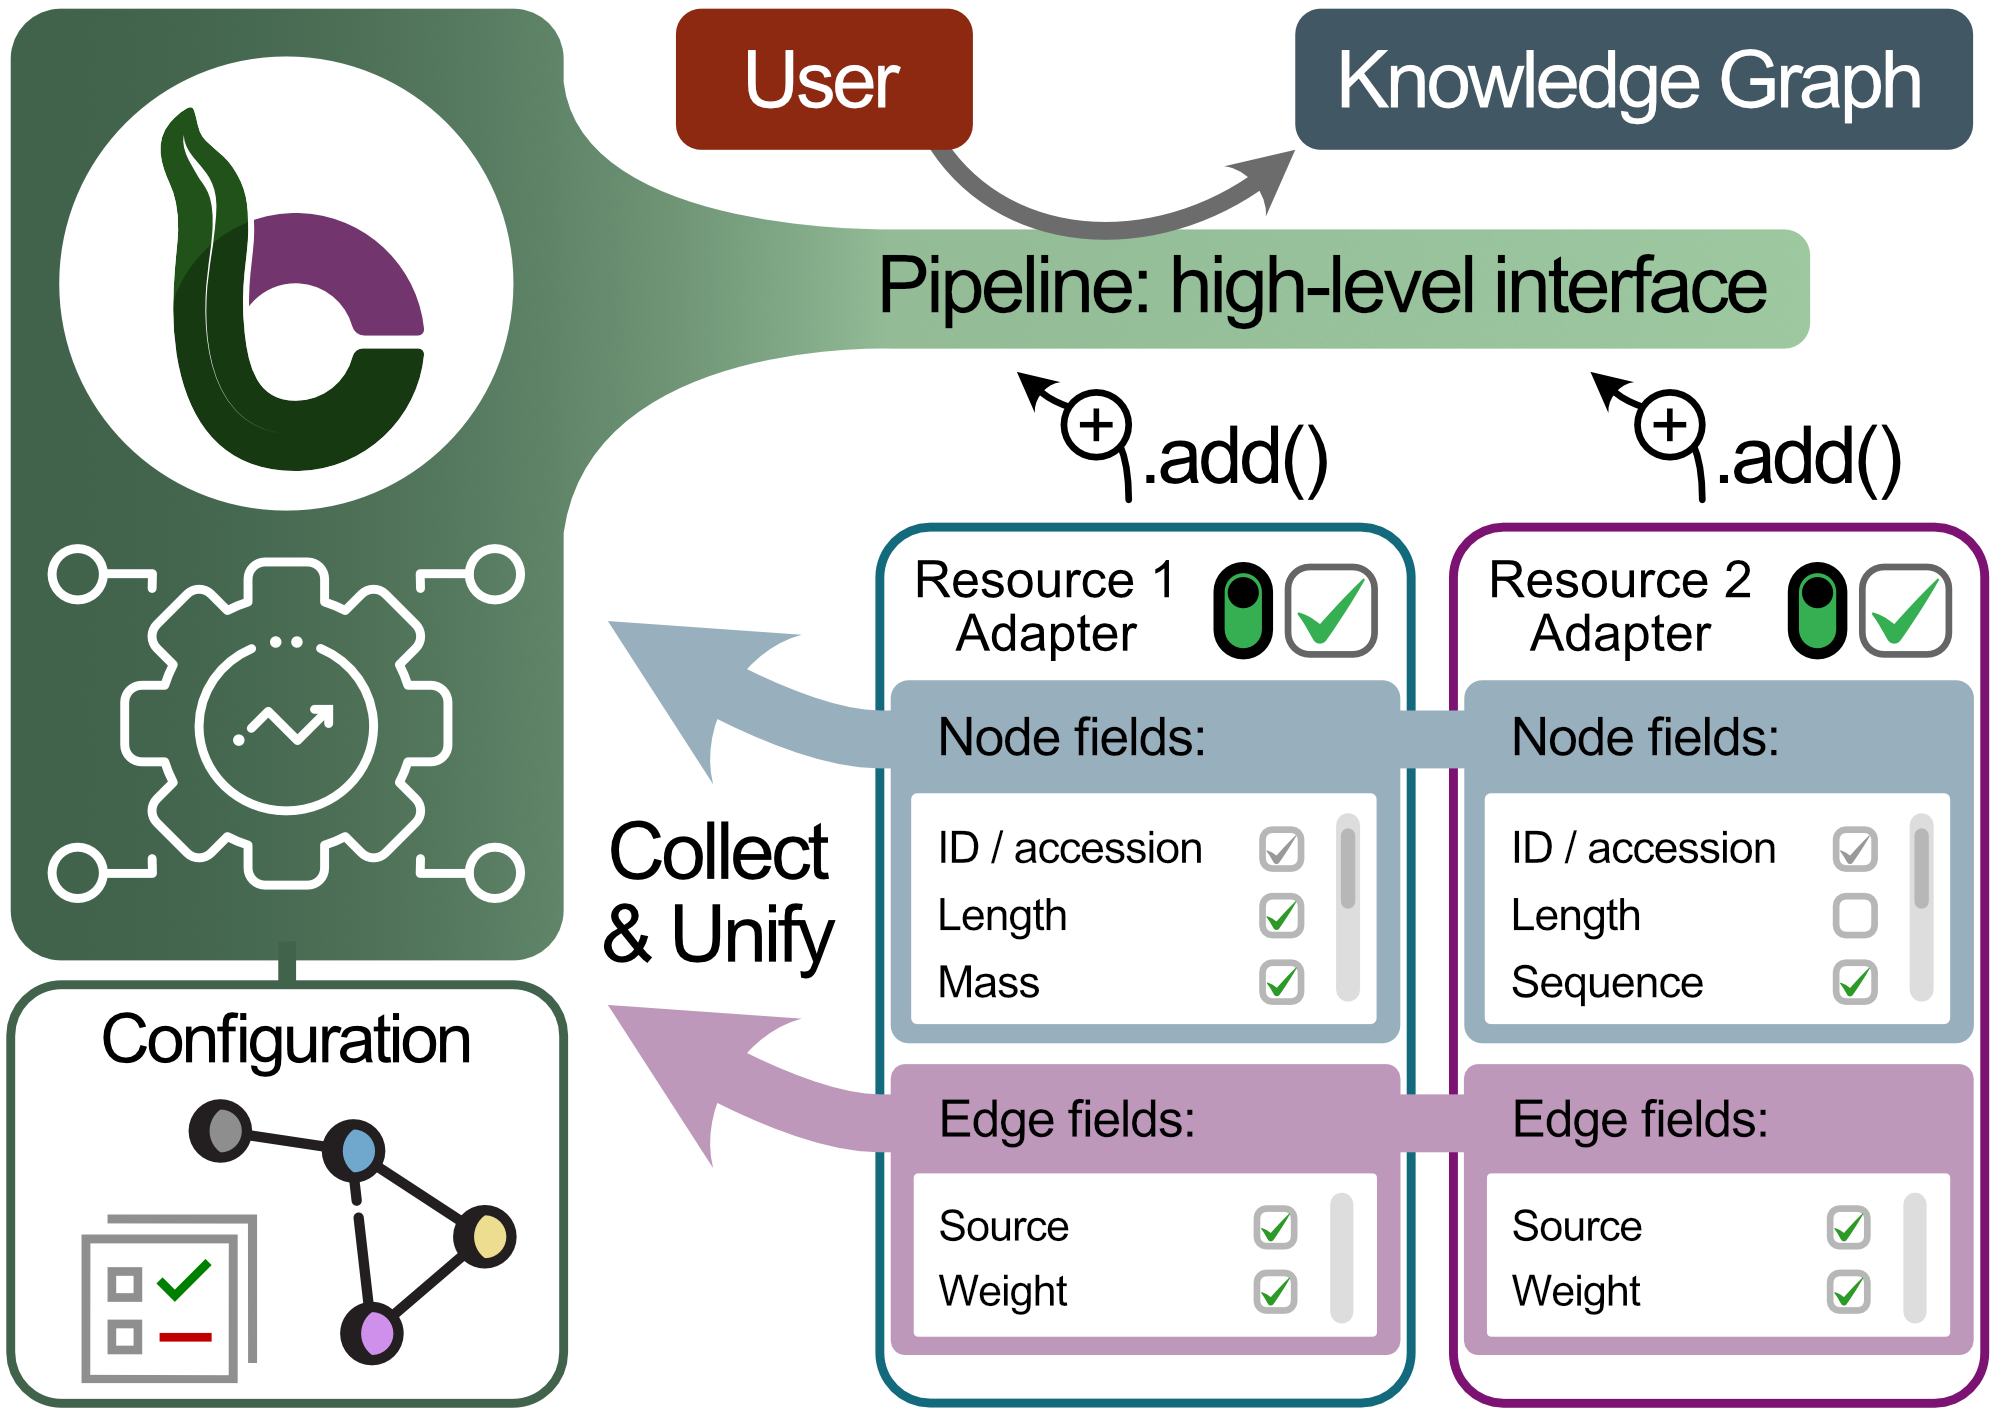 User
Knowledge Graph
Pipeline: high-level interface
.add()
.add()
Resource 1
Adapter
Resource 2
Adapter
Node fields:
Node fields:
Collect
& Unify
ID / accession
Length
Mass
ID / accession
Length
Sequence
Configuration
Edge fields:
Edge fields:
Source
Weight
Source
Weight